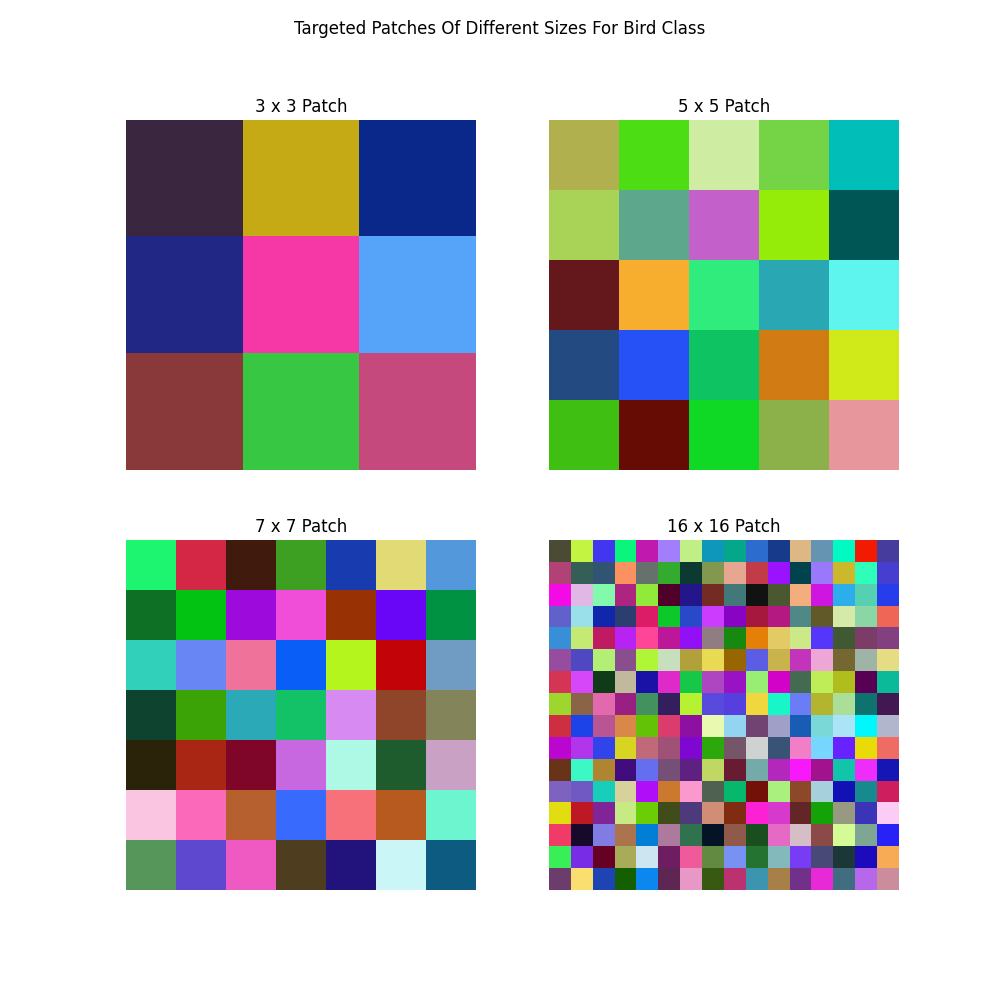 Targeted Patches Of Different Sizes For Bird Class
3 x 3 Patch
5 x 5 Patch
7 x 7 Patch
16 x 16 Patch